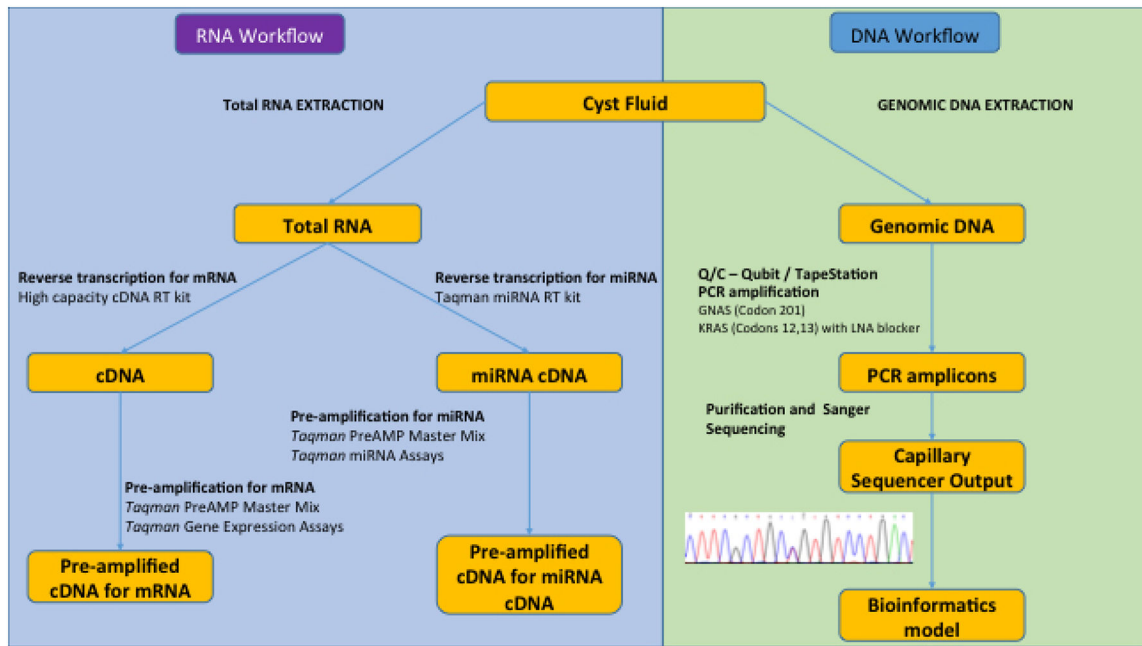 RNA Workflow
DNA Workflow
Total RNA EXTRACTION
Cyst Fluid
GENOMIC DNA EXTRACTION
Total RNA
Genomic DNA
Reverse transcription for mRNA
High capacity cDNA RT kit
Reverse transcription for miRNA
Taqman miRNA RT kit
Q/C – Qubit / TapeStation
PCR amplification
GNAS (Codon 201)
KRAS (Codons 12,13) with LNA blocker
cDNA
miRNA cDNA
PCR amplicons
Pre-amplification for miRNA
Taqman PreAMP Master Mix
Taqman miRNA Assays
Purification and Sanger
Sequencing
Capillary
Sequencer Output
Pre-amplification for mRNA
Taqman PreAMP Master Mix
Taqman Gene Expression Assays
Pre-amplified
cDNA for mRNA
Pre-amplified
cDNA for miRNA
cDNA
Bioinformatics
model